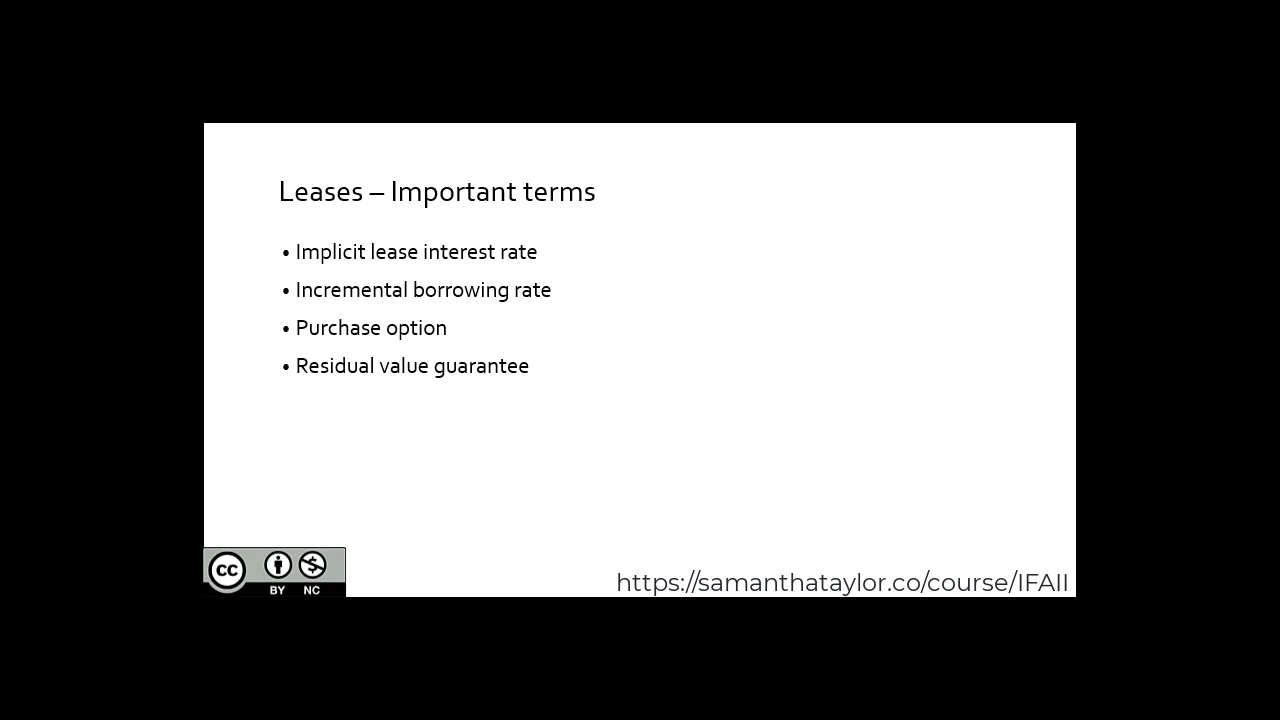 Leases – Important terms
• Implicit lease interest rate
• Incremental borrowing rate
• Purchase option
• Residual value guarantee
cc
BY NC
https://samanthataylor.co/course/IFAII